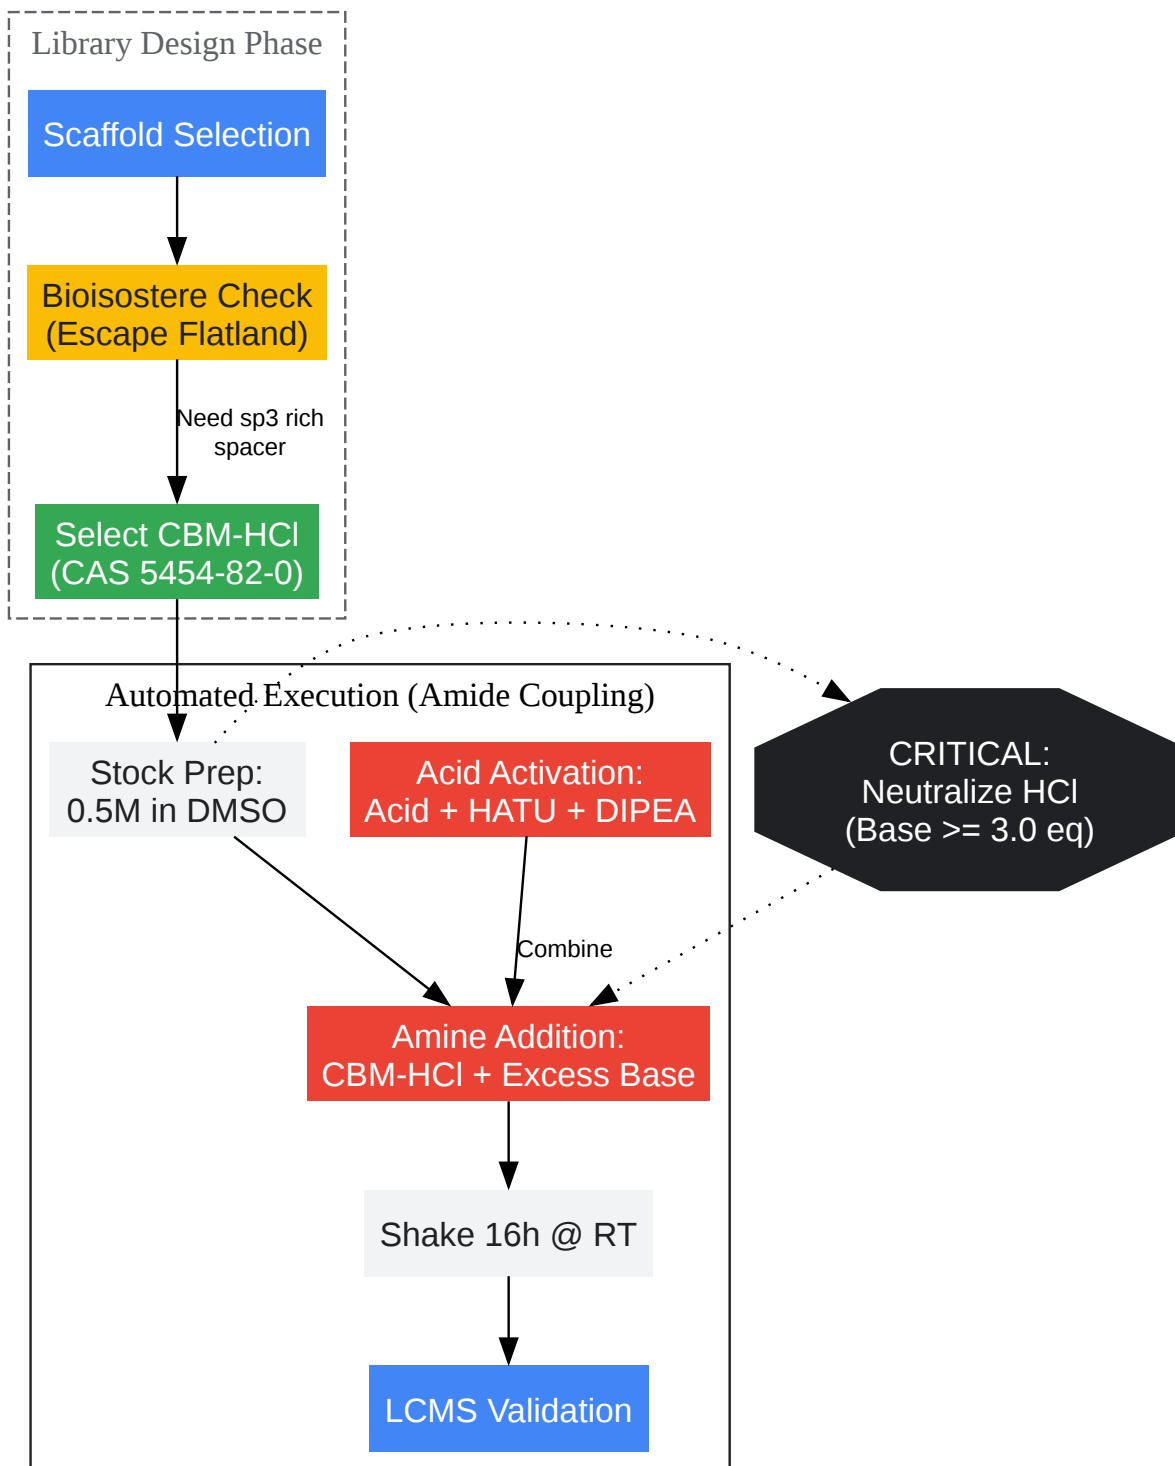 Library Design Phase
Scaffold Selection
Bioisostere Check
(Escape Flatland)
Need sp3 rich
spacer
Select CBM-HCl
(CAS 5454-82-0)
Automated Execution (Amide Coupling)
Stock Prep:
0.5M in DMSO
Acid Activation:
Acid + HATU + DIPEA
CRITICAL:
Neutralize HCl
(Base >= 3.0 eq)
Combine
Amine Addition:
CBM-HCl + Excess Base
Shake 16h @ RT
LCMS Validation